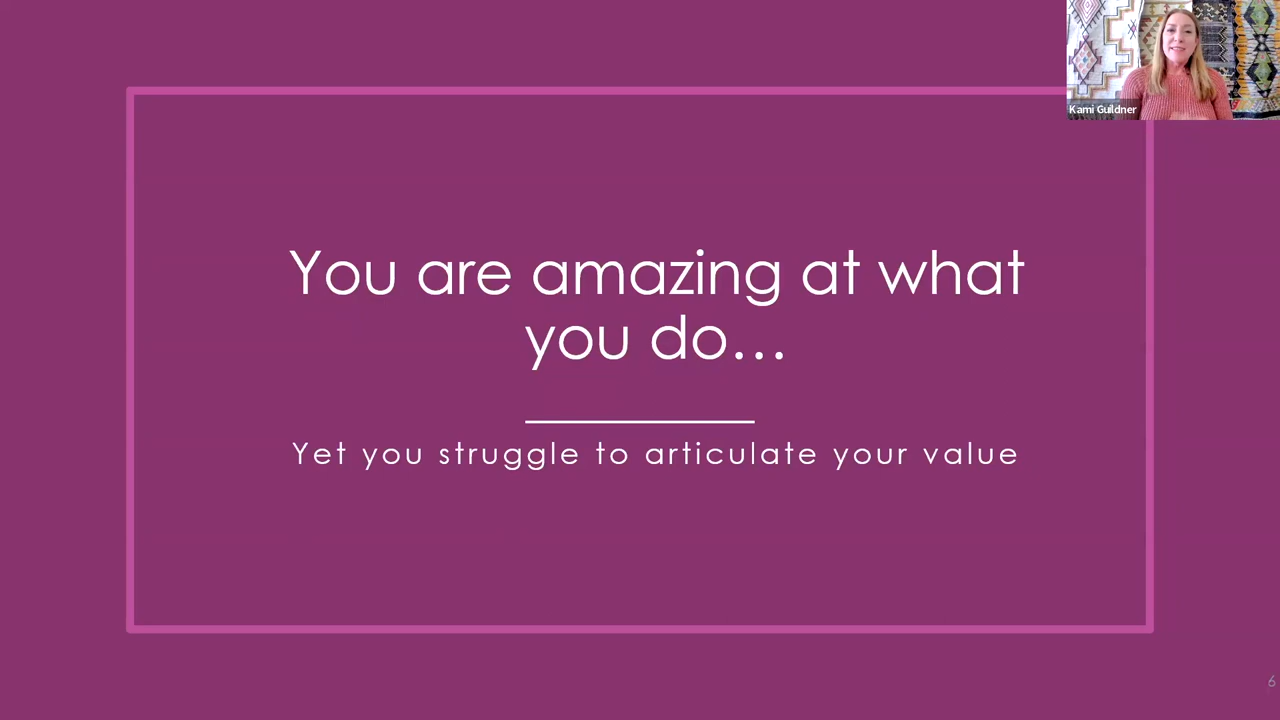 Kami Guildner
You are amazing at what
you do...
Yet you struggle to articulate your value
6